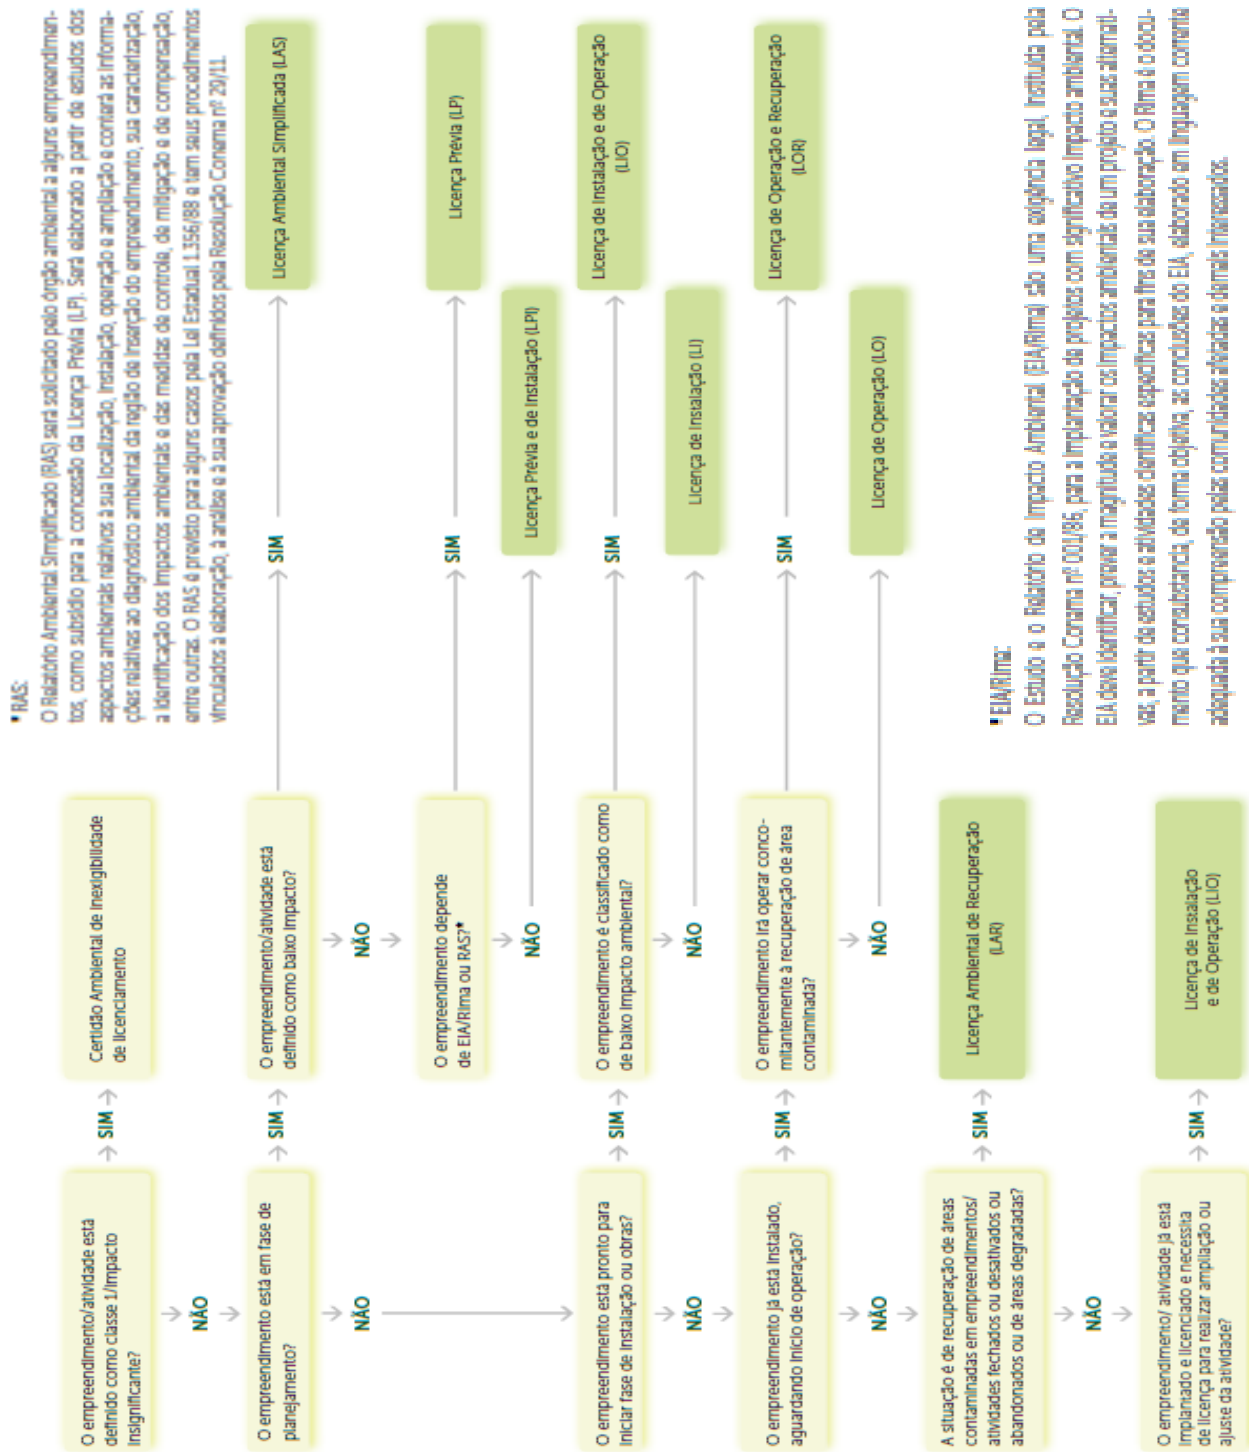 * RAS:
O Relatório Ambiental Simplificado (RAS) será solicitado pelo órgão ambiental a alguns empreendimen-
tos, como subsídio para a concessão da Licença Prévia (LP). Será elaborado a partir de estudos dos
aspectos ambientais relativos à sua localização, instalação, operação e ampliação e conterá as informa-
ções relativas ao diagnóstico ambiental da região de inserção do empreendimento, sua caracterização,
a identificação dos impactos ambientais e das medidas de controle, de mitigação e de compensação,
entre outras. O RAS é previsto para alguns casos pela Lei Estadual 1.356/88 e tem seus procedimentos
vinculados à elaboração, à análise e à sua aprovação definidos pela Resolução Conema nº 29/11.
O empreendimento/atividade está
definido como classe 1/impacto
insignificante?
SIM
Certidão Ambiental de Inexigibilidade
de licenciamento
NÃO
O empreendimento está em fase de
planejamento?
SIM
O empreendimento/atividade está
definido como baixo impacto?
SIM
Licença Ambiental Simplificada (LAS)
NÃO
NÃO
O empreendimento depende
de EIA/Rima ou RAS?*
SIM
Licença Prévia (LP)
NÃO
Licença Prévia e de Instalação (LPI)
O empreendimento está pronto para
iniciar fase de instalação ou obras?
SIM
O empreendimento é classificado como
de baixo impacto ambiental?
SIM
Licença de Instalação e de Operação
(LIO)
NÃO
NÃO
Licença de Instalação (LI)
O empreendimento já está instalado,
aguardando início de operação?
SIM
O empreendimento irá operar conco-
mitantemente à recuperação de área
contaminada?
SIM
Licença de Operação e Recuperação
(LOR)
NÃO
NÃO
Licença de Operação (LO)
A situação é de recuperação de áreas
contaminadas em empreendimentos/
atividades fechados ou desativados ou
abandonados ou de áreas degradadas?
SIM
Licença Ambiental de Recuperação
(LAR)
NÃO
O empreendimento/ atividade já está
implantado e licenciado e necessita
de licença para realizar ampliação ou
ajuste da atividade?
SIM
Licença de Instalação
e de Operação (LIO)
* EIA/Rima:
O Estudo e o Relatório de Impacto Ambiental (EIA/Rima) são uma exigência legal, instituída pela
Resolução Conama nº 001/86, para a implantação de projetos com significativo impacto ambiental. O
EIA deve identificar, prever a magnitude e valorar os impactos ambientais de um projeto e suas alternati-
vas, a partir de estudos e atividades científicas específicas para fins de sua elaboração. O Rima é o docu-
mento que consubstancia, de forma objetiva, as conclusões do EIA, elaborado em linguagem corrente
adequada à sua compreensão pelas comunidades afetadas e demais interessados.